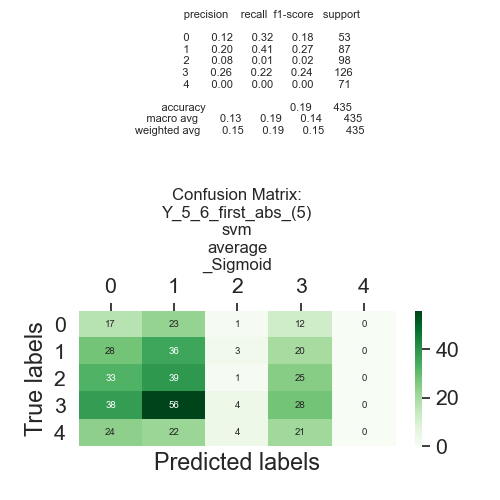 precision recall f1-score support
0 0.12 0.32 0.18 53
1 0.20 0.41 0.27 87
2 0.08 0.01 0.02 98
3 0.26 0.22 0.24 126
4 0.00 0.00 0.00 71
accuracy 0.19 435
macro avg 0.13 0.19 0.14 435
weighted avg 0.15 0.19 0.15 435
Confusion Matrix:
Y_5_6_first_abs_(5)
svm
average
_Sigmoid
0 1 2 3 4
0 17 23 1 12 0
1 28 36 3 20 0
2 33 39 1 25 0
3 38 56 4 28 0
4 24 22 4 21 0
True labels
Predicted labels
40
20
0